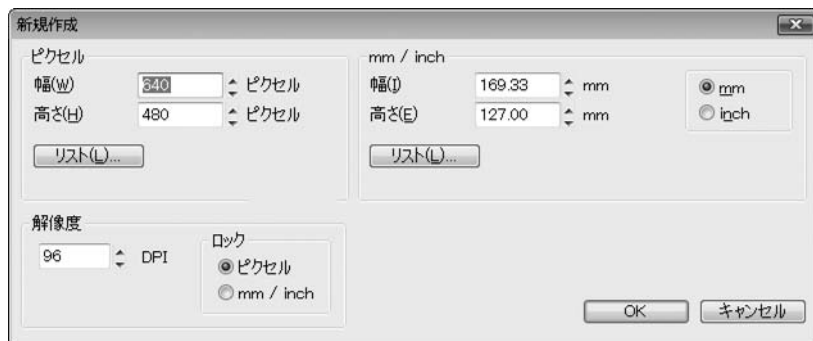 新規作成
ピクセル
幅(W) 640 ピクセル
高さ(H) 480 ピクセル
リスト(L)...
mm / inch
幅(I) 169.33 mm
高さ(E) 127.00 mm
mm
inch
リスト(L)...
解像度
96 DPI
ロック
ピクセル
mm / inch
OK
キャンセル